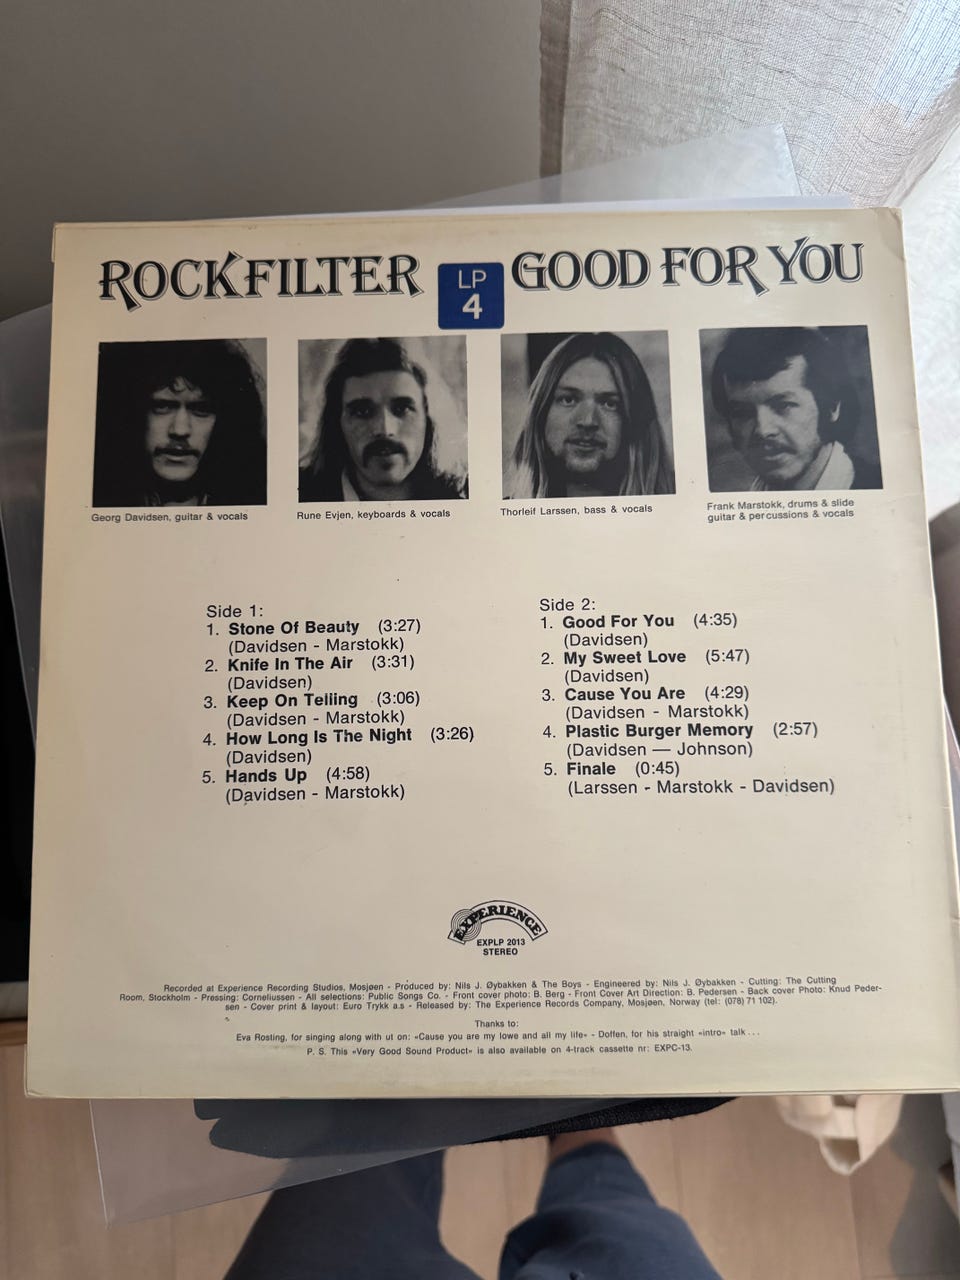 ROCKFILTER
LP
4
GOOD FOR YOU
Georg Davidsen, guitar & vocals
Rune Evjen, keyboards & vocals
Thorleif Larssen, bass & vocals
Frank Marstokk, drums & slide
guitar & percussions & vocals
Side 1:
1. Stone Of Beauty (3:27)
(Davidsen - Marstokk)
2. Knife In The Air (3:31)
(Davidsen)
3. Keep On Telling (3:06)
(Davidsen - Marstokk)
4. How Long Is The Night (3:26)
(Davidsen)
5. Hands Up (4:58)
(Davidsen - Marstokk)
Side 2:
1. Good For You (4:35)
(Davidsen)
2. My Sweet Love (5:47)
(Davidsen)
3. Cause You Are (4:29)
(Davidsen - Marstokk)
4. Plastic Burger Memory (2:57)
(Davidsen — Johnson)
5. Finale (0:45)
(Larssen - Marstokk - Davidsen)
EXPERIENCE
EXPLP 2013
STEREO
Recorded at Experience Recording Studios, Mosjøen - Produced by: Nils J. Øybakken & The Boys - Engineered by: Nils J. Øybakken - Cutting: The Cutting
Room, Stockholm - Pressing: Corneliussen - All selections: Public Songs Co. - Front cover photo: B. Berg - Front Cover Art Direction: B. Pedersen - Back cover Photo: Knud Peder-
sen - Cover print & layout: Euro Trykk a.s - Released by: The Experience Records Company, Mosjøen, Norway (tel: (078) 71 102).
Thanks to:
Eva Rosting, for singing along with ut on: «Cause you are my lowe and all my life» - Doffen, for his straight «intro» talk . . .
P. S. This «Very Good Sound Product» is also available on 4-track cassette nr: EXPC-13.